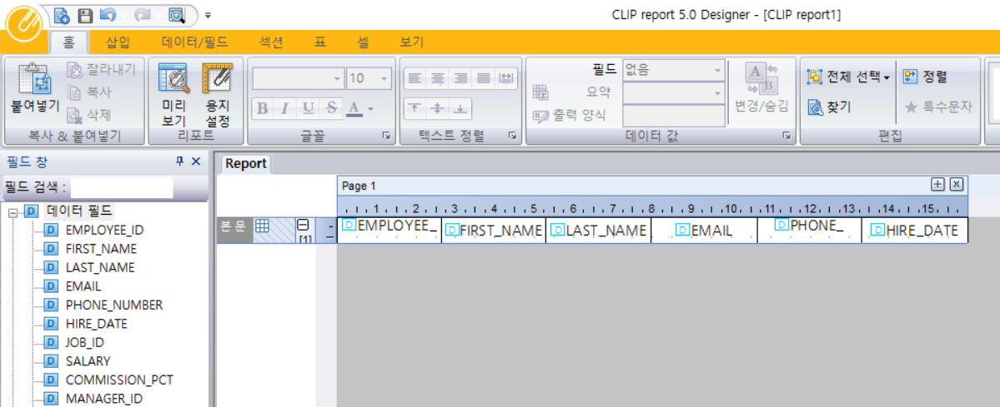 CLIP report 5.0 Designer - [CLIP report1]
홈 삽입 데이터/필드 섹션 표 셀 보기
붙여넣기
잘라내기
복사
삭제
복사 & 붙여넣기
미리
보기
용지
설정
리포트
10
B I U S A
글꼴
텍스트 정렬
필드 없음
요약
출력 양식
변경/숨김
데이터 값
전체 선택
찾기
정렬
특수문자
편집
필드 창
필드 검색 :
데이터 필드
EMPLOYEE_ID
FIRST_NAME
LAST_NAME
EMAIL
PHONE_NUMBER
HIRE_DATE
JOB_ID
SALARY
COMMISSION_PCT
MANAGER_ID
Report
Page 1
1 2 3 4 5 6 7 8 9 10 11 12 13 14 15
본문 [1] EMPLOYEE_ FIRST_NAME LAST_NAME EMAIL PHONE_ HIRE_DATE